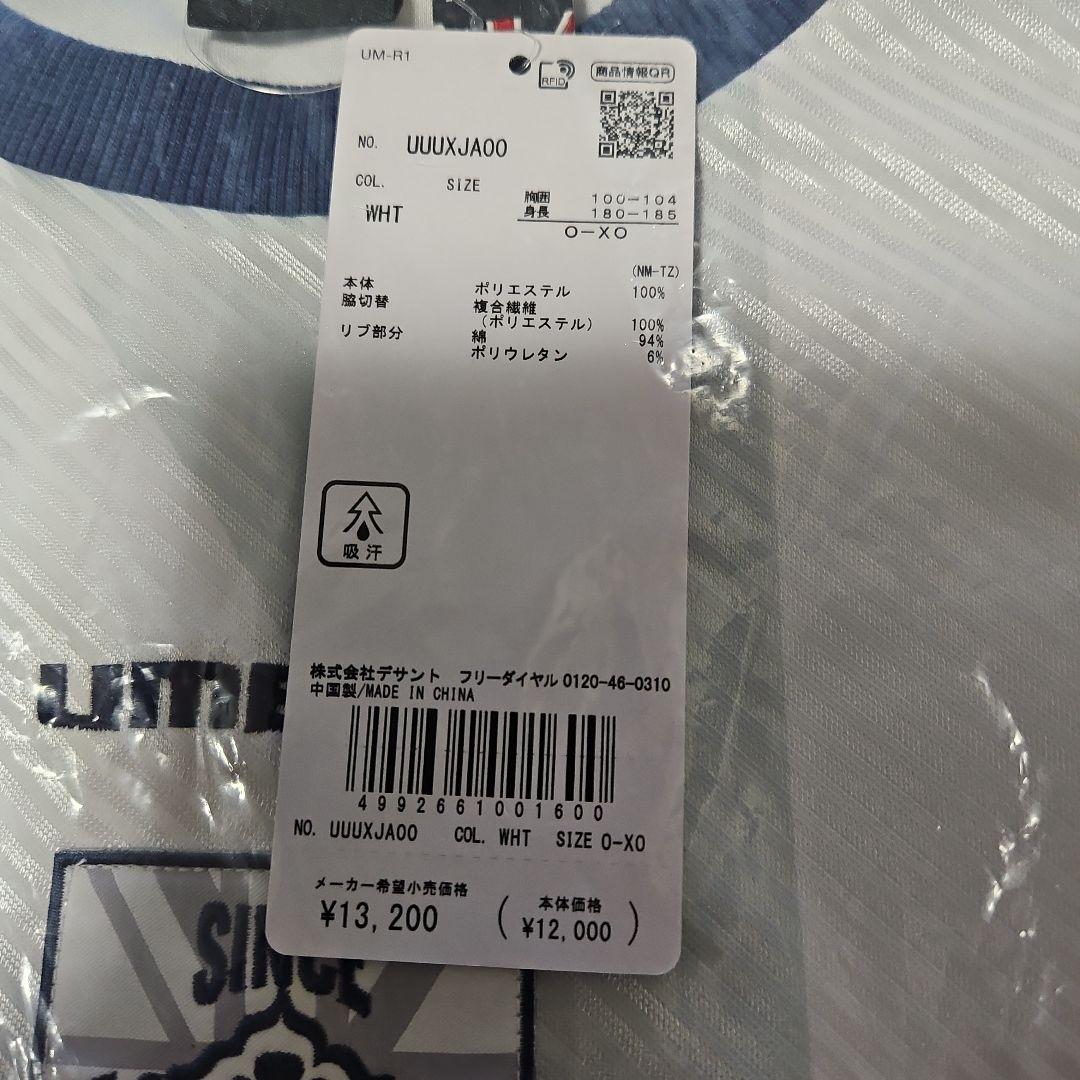 UM-R1
RFID
商品情報QR
NO. UUUXJA00
COL. SIZE
WHT
胸囲 100-104
身長 180-185
O-XO
(NM-TZ)
本体 ポリエステル 100%
脇切替 複合繊維
(ポリエステル) 100%
リブ部分 綿 94%
ポリウレタン 6%
吸汗
株式会社デサント フリーダイヤル 0120-46-0310
中国製/MADE IN CHINA
4992661001600
NO. UUUXJA00 COL. WHT SIZE O-XO
メーカー希望小売価格
¥13,200
(本体価格
¥12,000)
SINCE